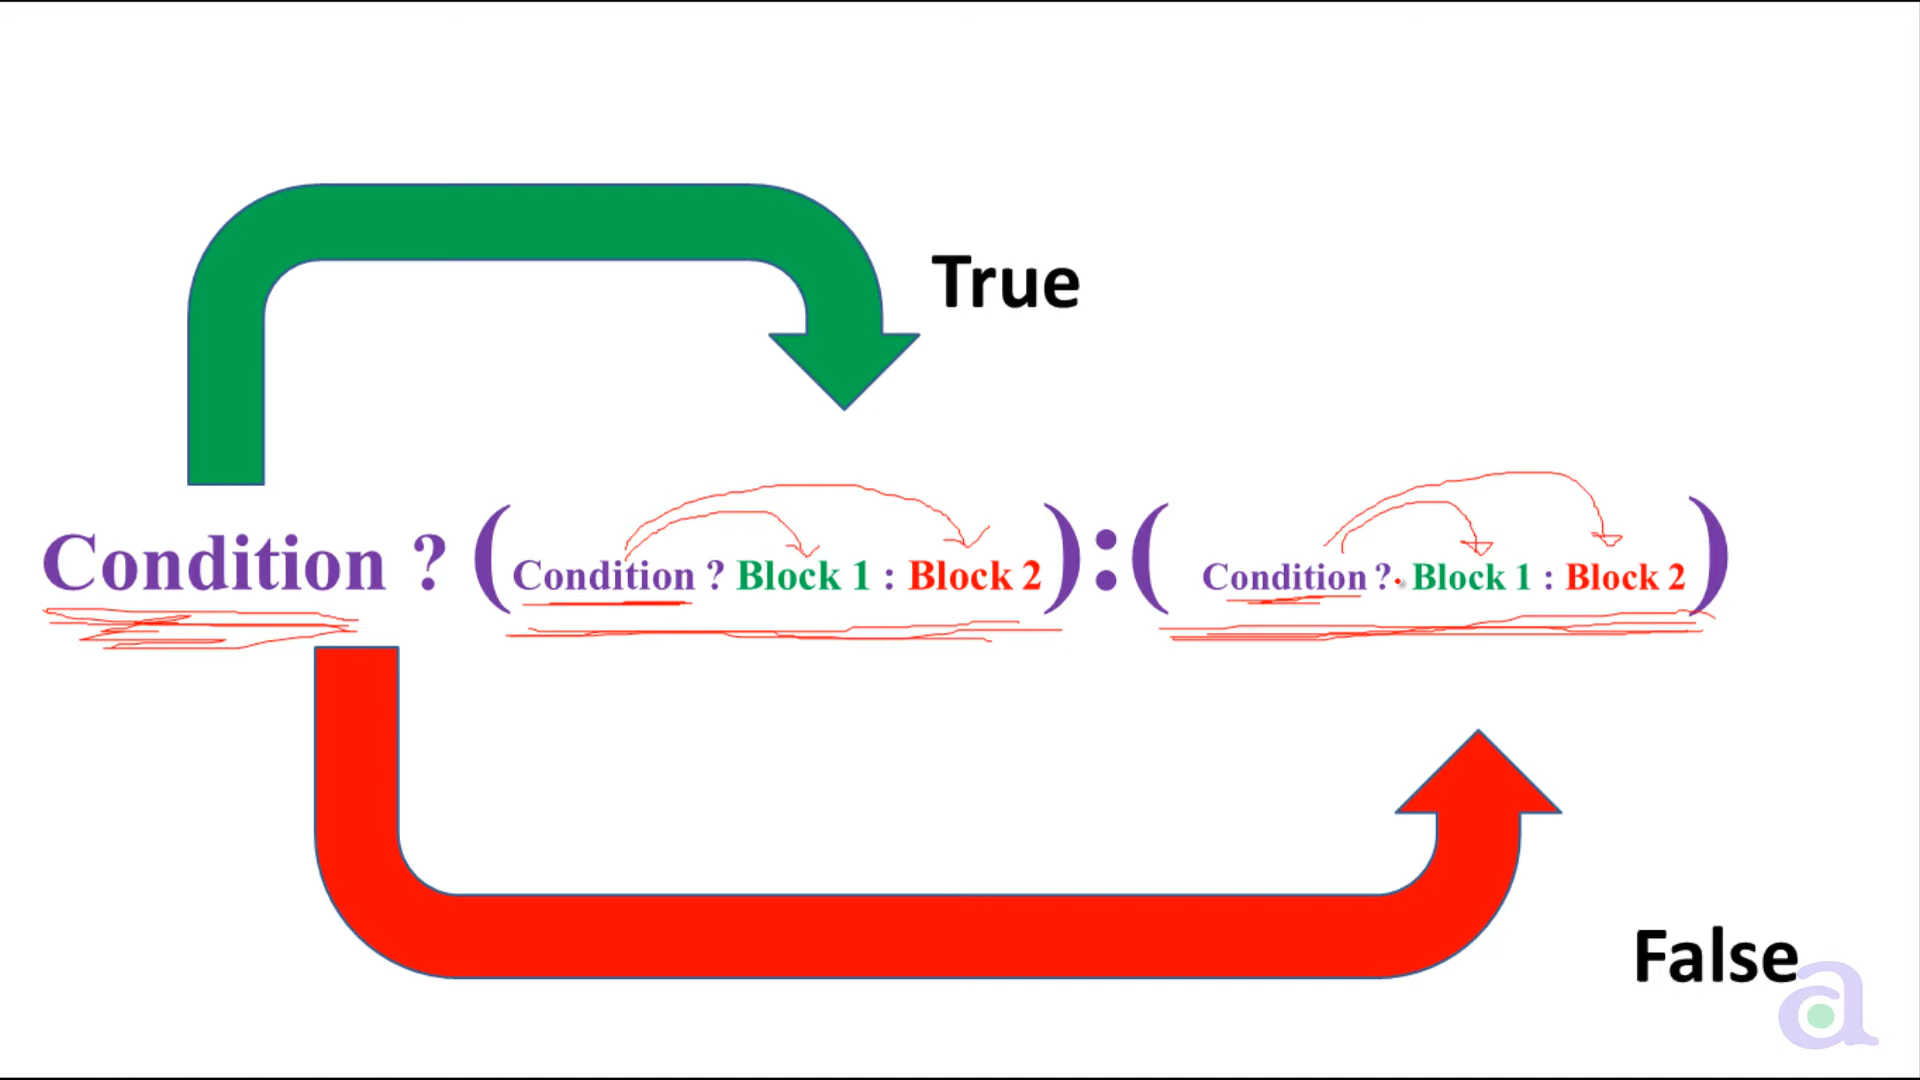 True
Condition ? ( Condition ? Block 1 : Block 2 ) : ( Condition ? Block 1 : Block 2 )
False
a